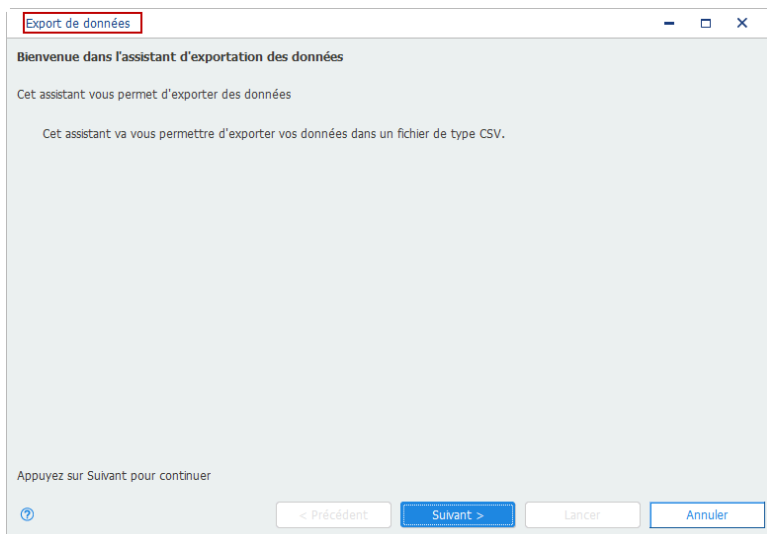 Export de données
Bienvenue dans l'assistant d'exportation des données
Cet assistant vous permet d'exporter des données
Cet assistant va vous permettre d'exporter vos données dans un fichier de type CSV.
Appuyez sur Suivant pour continuer
< Précédent Suivant > Lancer Annuler